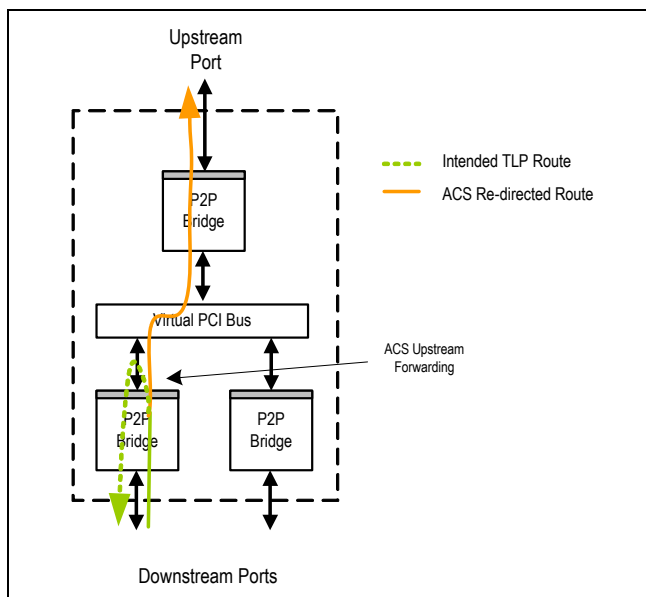 Upstream
Port
Intended TLP Route
ACS Re-directed Route
P2P
Bridge
Virtual PCI Bus
ACS Upstream
Forwarding
P2P
Bridge
P2P
Bridge
Downstream Ports